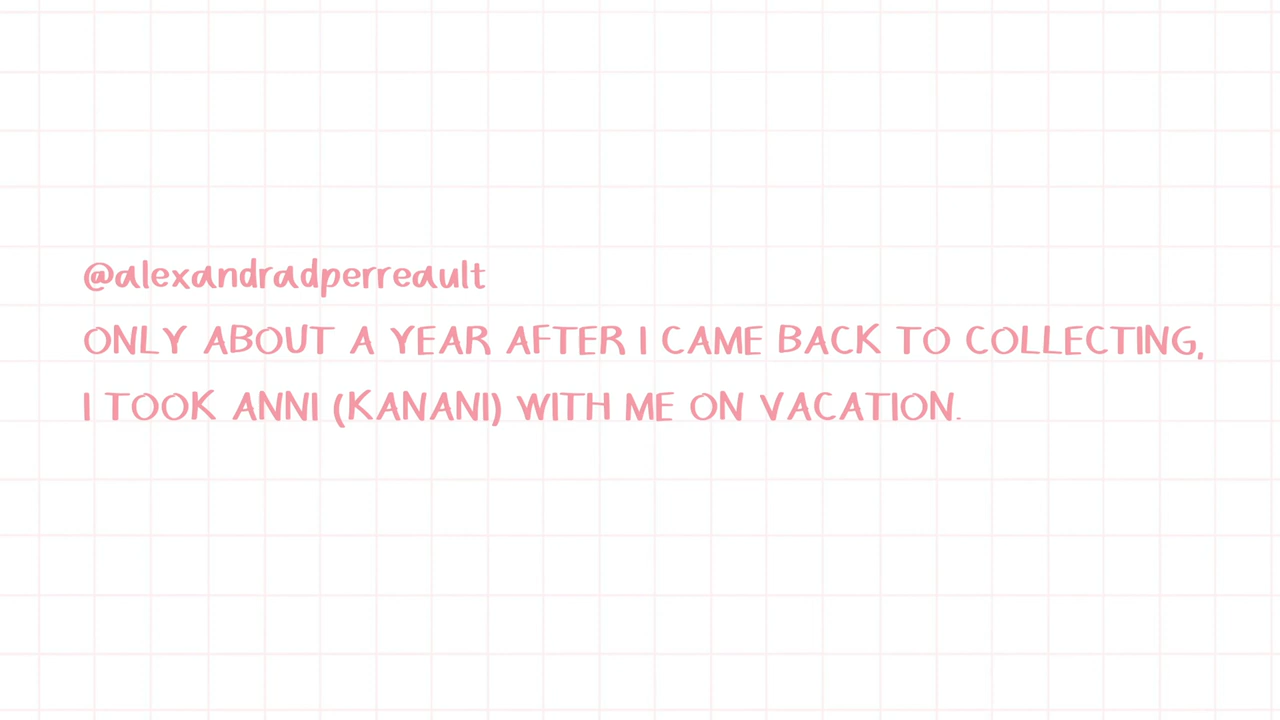 @alexandradperreault
ONLY ABOUT A YEAR AFTER I CAME BACK TO COLLECTING,
I TOOK ANNI (KANANI) WITH ME ON VACATION.